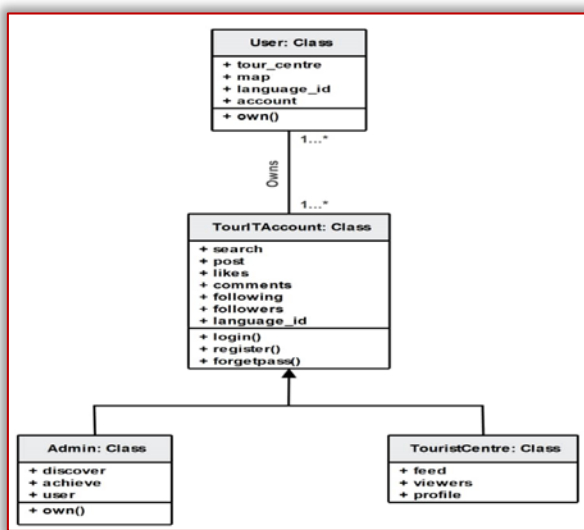 User: Class
+ tour_centre
+ map
+ language_id
+ account
+ own()
1...*
Owns
1...*
TourITAccount: Class
+ search
+ post
+ likes
+ comments
+ following
+ followers
+ language_id
+ login()
+ register()
+ forgetpass()
Admin: Class
+ discover
+ achieve
+ user
+ own()
TouristCentre: Class
+ feed
+ viewers
+ profile